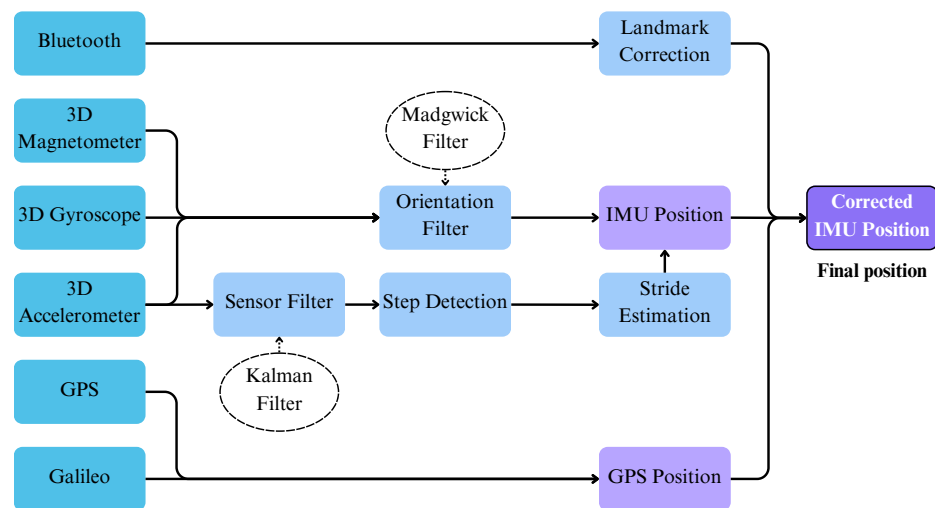 Bluetooth
Landmark
Correction
3D
Magnetometer
Madgwick
Filter
3D Gyroscope
Orientation
Filter
IMU Position
Corrected
IMU Position
Final position
3D
Accelerometer
Sensor Filter
Step Detection
Stride
Estimation
Kalman
Filter
GPS
Galileo
GPS Position